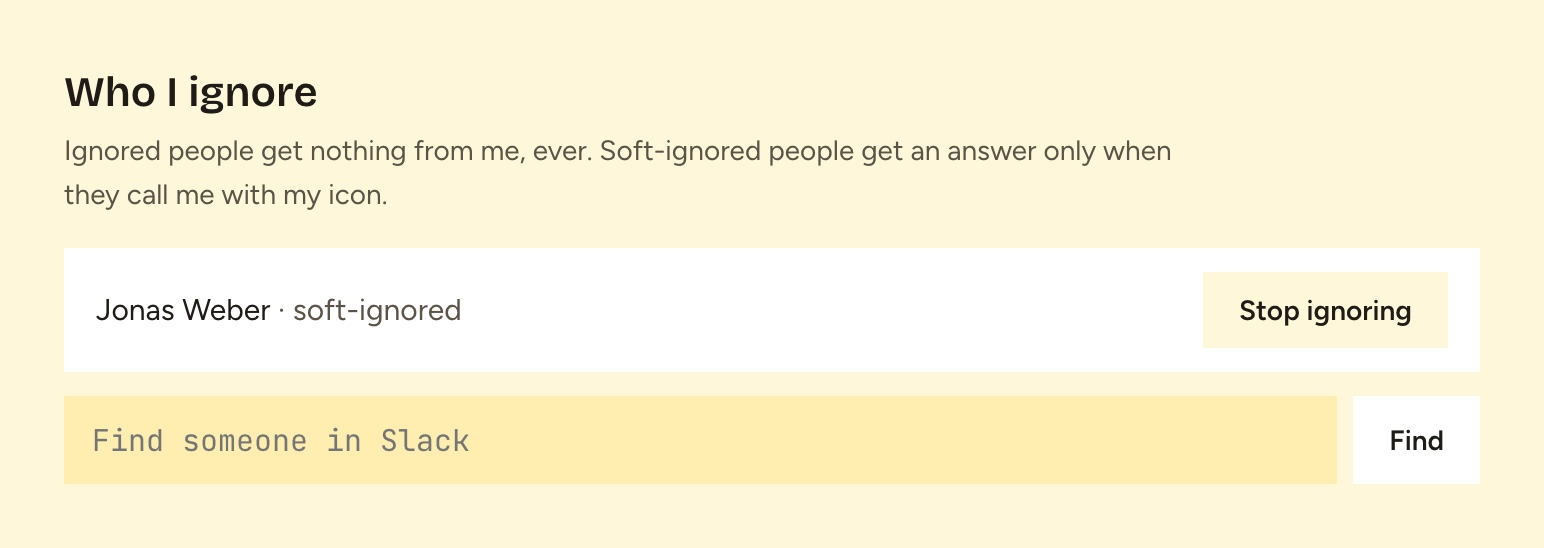 Who I ignore
Ignored people get nothing from me, ever. Soft-ignored people get an answer only when
they call me with my icon.
Jonas Weber · soft-ignored
Stop ignoring
Find someone in Slack
Find